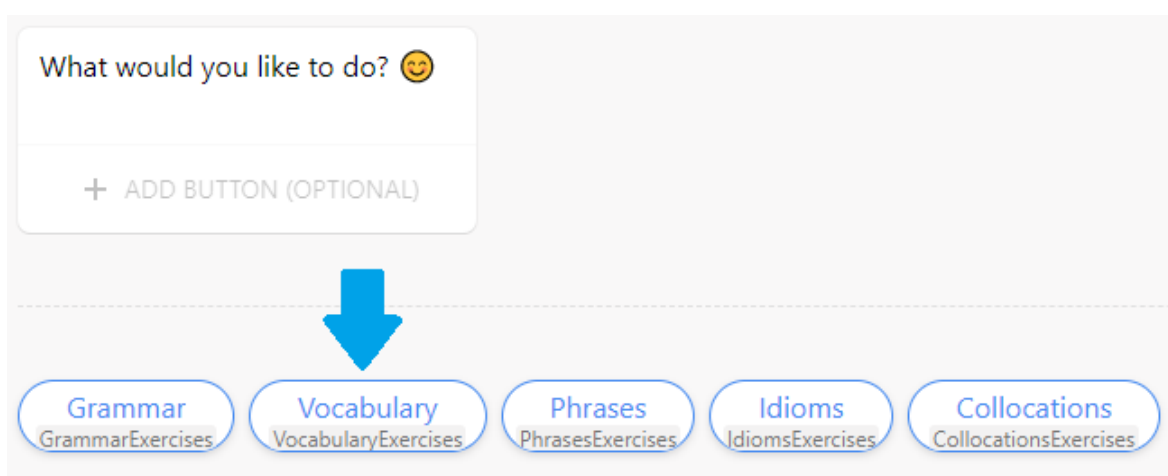 What would you like to do? 😊
+ ADD BUTTON (OPTIONAL)
Grammar Vocabulary Phrases Idioms Collocations
GrammarExercises VocabularyExercises PhrasesExercises IdiomsExercises CollocationsExercises